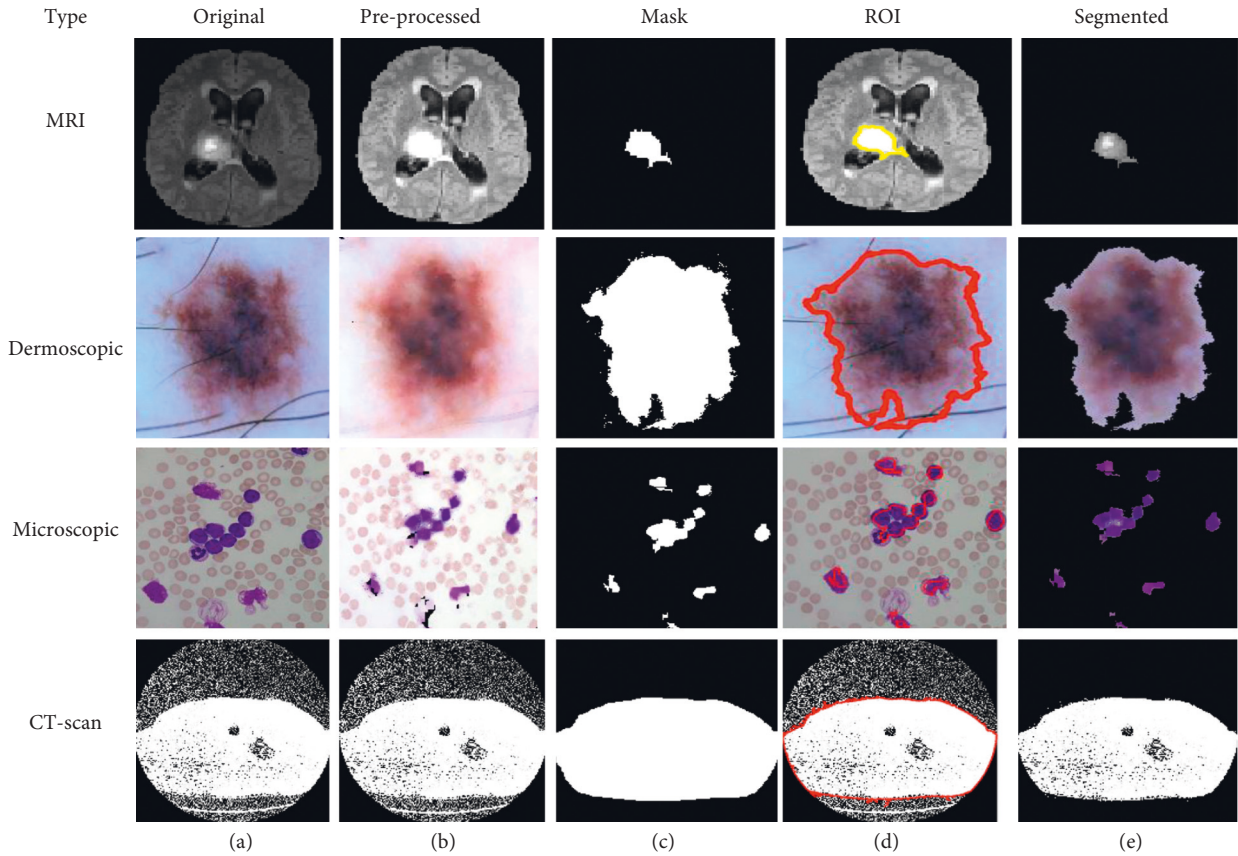 Type Original Pre-processed Mask ROI Segmented
MRI
Dermoscopic
Microscopic
CT-scan
(a) (b) (c) (d) (e)